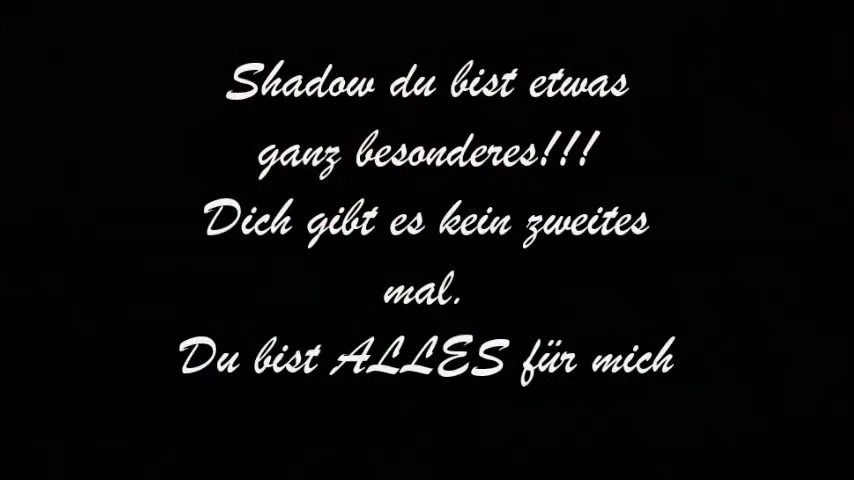 Shadow du bist etwas
ganz besonderes!!!
Dich gibt es kein zweites
mal.
Du bist ALLES für mich